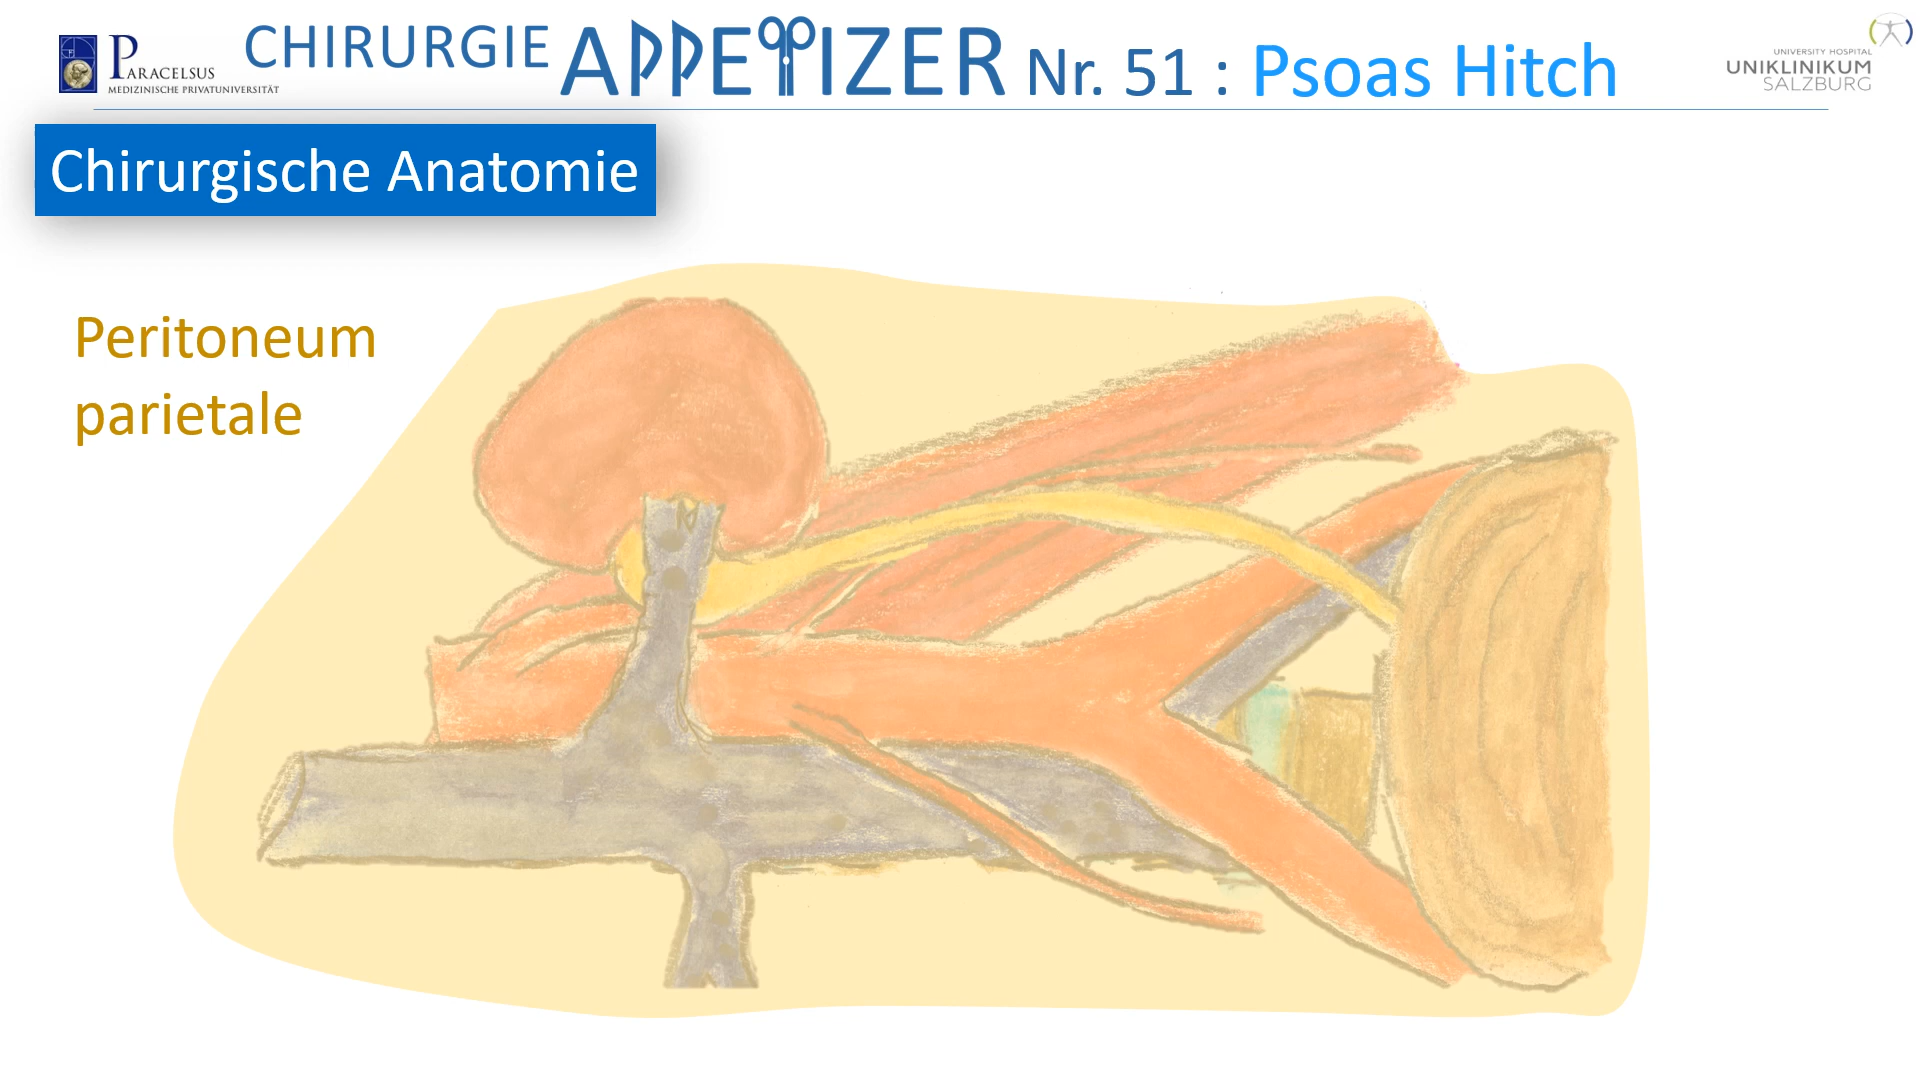 PARACELSUS
MEDIZINISCHE PRIVATUNIVERSITÄT
CHIRURGIE APPETIZER Nr. 51 : Psoas Hitch
UNIVERSITY HOSPITAL
UNIKLINIKUM
SALZBURG
Chirurgische Anatomie
Peritoneum
parietale